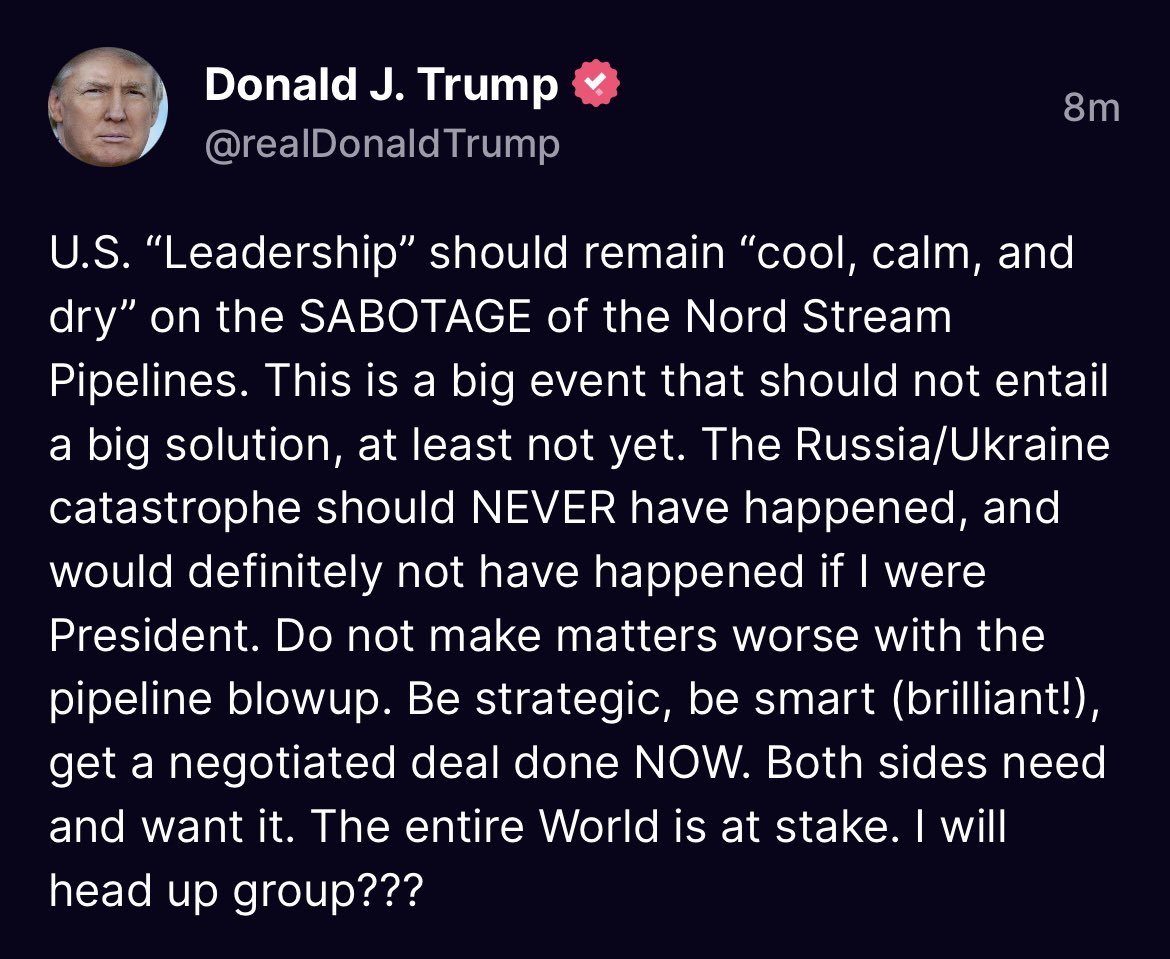 Donald J. Trump
8m
@realDonaldTrump
U.S. “Leadership” should remain “cool, calm, and
dry” on the SABOTAGE of the Nord Stream
Pipelines. This is a big event that should not entail
a big solution, at least not yet. The Russia/Ukraine
catastrophe should NEVER have happened, and
would definitely not have happened if I were
President. Do not make matters worse with the
pipeline blowup. Be strategic, be smart (brilliant!),
get a negotiated deal done NOW. Both sides need
and want it. The entire World is at stake. I will
head up group???